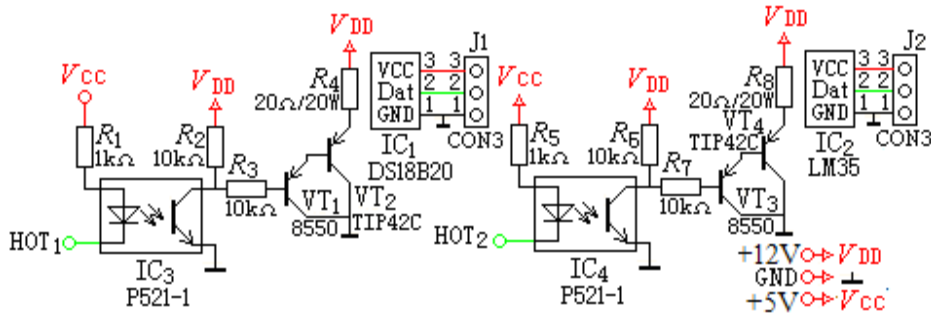 VCC
R1
1kΩ
HOT1
VDD
R2
10kΩ
R3
10kΩ
IC3
P521-1
VT1
8550
VDD
R4
20Ω/20W
VT2
TIP42C
VCC
Dat
GND
3 3
2 2
1 1
J1
CON3
IC1
DS18B20
VCC
R5
1kΩ
HOT2
VDD
R6
10kΩ
R7
10kΩ
IC4
P521-1
VT3
8550
VDD
R8
20Ω/20W
VT4
TIP42C
VCC
Dat
GND
3 3
2 2
1 1
J2
CON3
IC2
LM35
+12V VDD
GND
+5V VCC